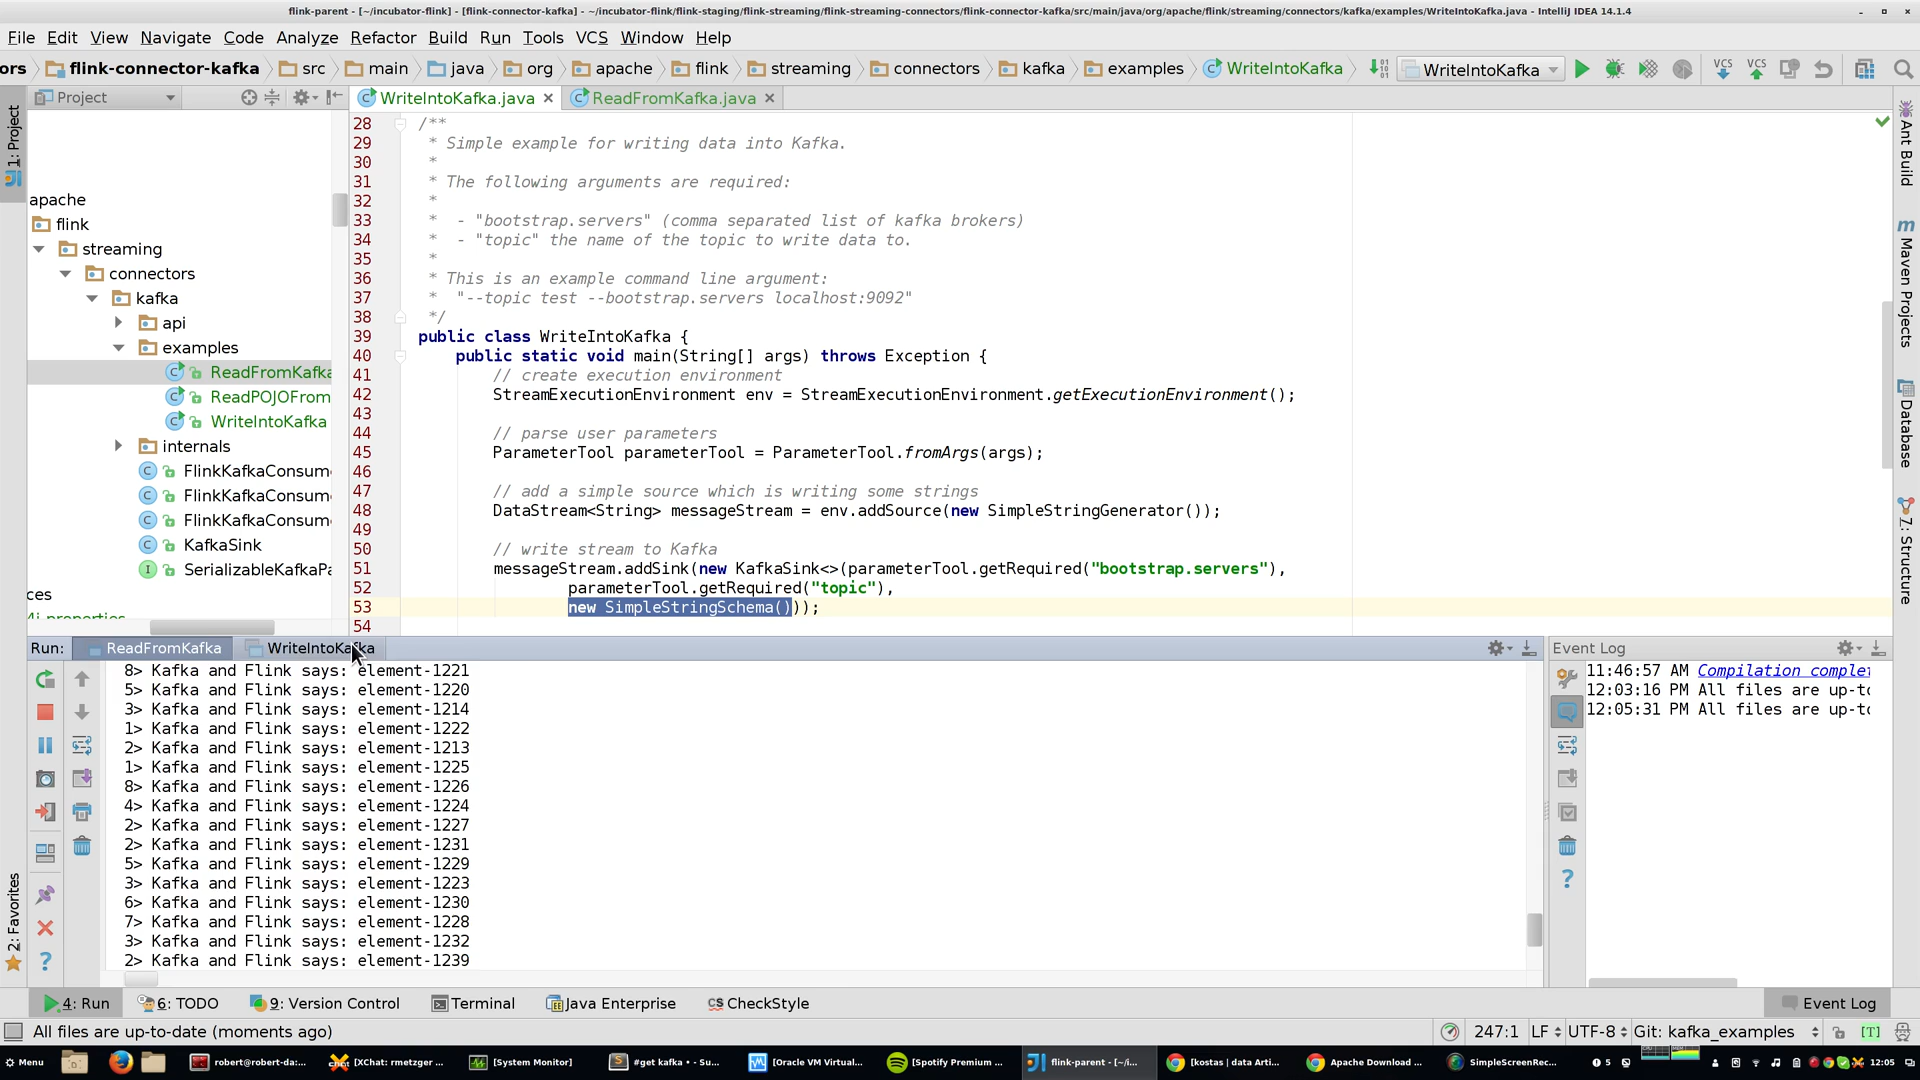 flink-parent - [~/incubator-flink] - [flink-connector-kafka] - ~/incubator-flink/flink-staging/flink-streaming/flink-streaming-connectors/flink-connector-kafka/src/main/java/org/apache/flink/streaming/connectors/kafka/examples/WriteIntoKafka.java - IntelliJ IDEA 14.1.4
File Edit View Navigate Code Analyze Refactor Build Run Tools VCS Window Help
ors flink-connector-kafka src main java org apache flink streaming connectors kafka examples WriteIntoKafka WriteIntoKafka VCS VCS
Project WriteIntoKafka.java ReadFromKafka.java
1: Project
2: Favorites
Ant Build
Maven Projects
Database
7: Structure
apache
flink
streaming
connectors
kafka
api
examples
ReadFromKafka
ReadPOJOFrom
WriteIntoKafka
internals
FlinkKafkaConsum
FlinkKafkaConsum
FlinkKafkaConsum
KafkaSink
SerializableKafkaPa
ces
4j.properties
28 /**
29 * Simple example for writing data into Kafka.
30 *
31 * The following arguments are required:
32 *
33 * - "bootstrap.servers" (comma separated list of kafka brokers)
34 * - "topic" the name of the topic to write data to.
35 *
36 * This is an example command line argument:
37 * "--topic test --bootstrap.servers localhost:9092"
38 */
39 public class WriteIntoKafka {
40 public static void main(String[] args) throws Exception {
41 // create execution environment
42 StreamExecutionEnvironment env = StreamExecutionEnvironment.getExecutionEnvironment();
43
44 // parse user parameters
45 ParameterTool parameterTool = ParameterTool.fromArgs(args);
46
47 // add a simple source which is writing some strings
48 DataStream<String> messageStream = env.addSource(new SimpleStringGenerator());
49
50 // write stream to Kafka
51 messageStream.addSink(new KafkaSink<>(parameterTool.getRequired("bootstrap.servers"),
52 parameterTool.getRequired("topic"),
53 new SimpleStringSchema()));
54
Run: ReadFromKafka WriteIntoKafka
8> Kafka and Flink says: element-1221
5> Kafka and Flink says: element-1220
3> Kafka and Flink says: element-1214
1> Kafka and Flink says: element-1222
2> Kafka and Flink says: element-1213
1> Kafka and Flink says: element-1225
8> Kafka and Flink says: element-1226
4> Kafka and Flink says: element-1224
2> Kafka and Flink says: element-1227
2> Kafka and Flink says: element-1231
5> Kafka and Flink says: element-1229
3> Kafka and Flink says: element-1223
6> Kafka and Flink says: element-1230
7> Kafka and Flink says: element-1228
3> Kafka and Flink says: element-1232
2> Kafka and Flink says: element-1239
Event Log
11:46:57 AM Compilation complet
12:03:16 PM All files are up-to
12:05:31 PM All files are up-to
4: Run 6: TODO 9: Version Control Terminal Java Enterprise CS CheckStyle Event Log
All files are up-to-date (moments ago) 247:1 LF UTF-8 Git: kafka_examples [T]
Menu robert@robert-da:... [XChat: rmetzger ... [System Monitor] #get kafka • - Su... [Oracle VM Virtual... [Spotify Premium ... flink-parent - [~/i... [kostas | data Arti... Apache Download ... SimpleScreenRec... 5 12:05